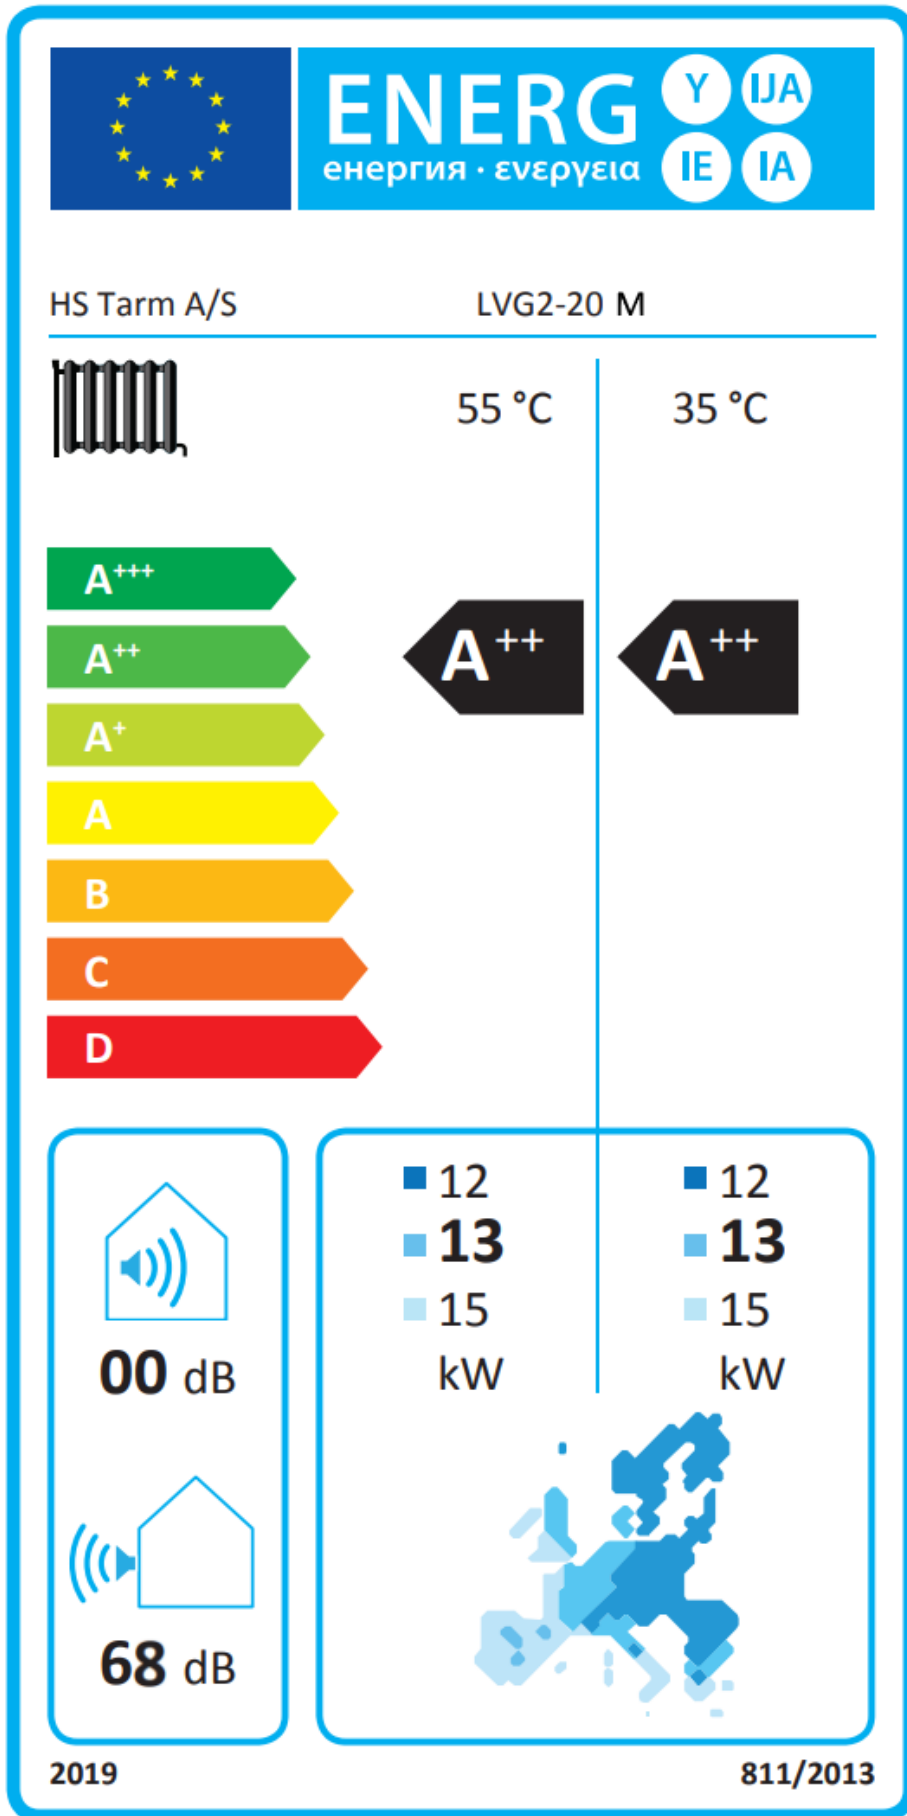 ENERG Y IJA
енергия · ενεργεια IE IA
HS Tarm A/S LVG2-20 M
55 °C 35 °C
A+++
A++ A++ A++
A+
A
B
C
D
12 12
13 13
15 15
kW kW
00 dB
68 dB
2019 811/2013